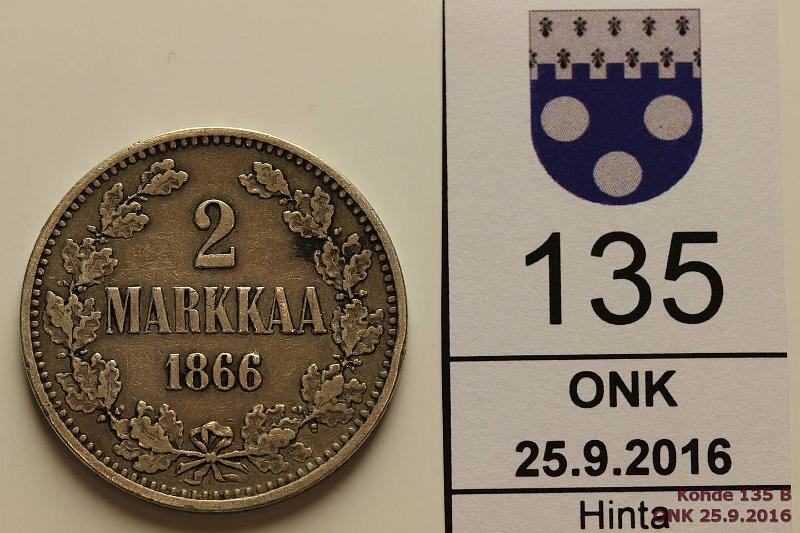 2
MARKKAA
1866
135
ONK
25.9.2016
Hinta
Kohde 135 B
ONK 25.9.2016